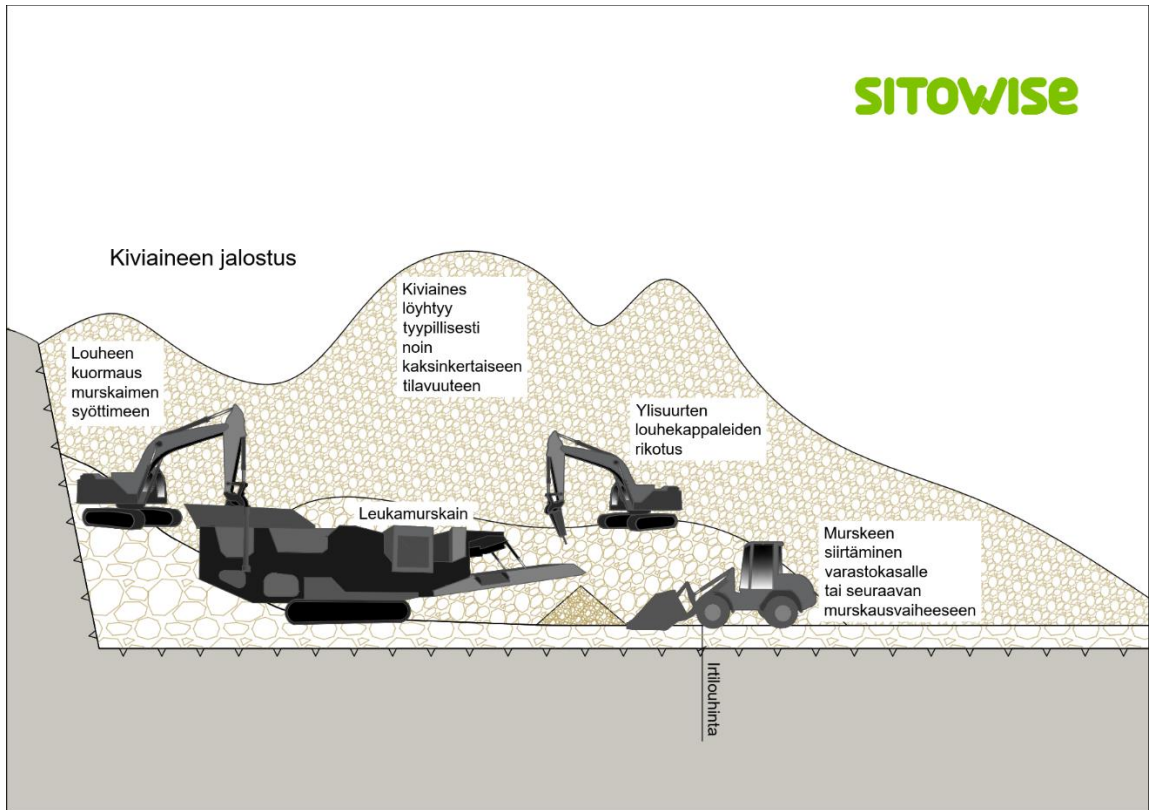 SITOWISE
Kiviaineen jalostus
Kiviaines
löyhtyy
tyypillisesti
noin
kaksinkertaiseen
tilavuuteen
Louheen
kuormaus
murskaimen
syöttimeen
Ylisuurten
louhekappaleiden
rikotus
Leukamurskain
Murskeen
siirtäminen
varastokasalle
tai seuraavan
murskausvaiheeseen
Irtilouhinta